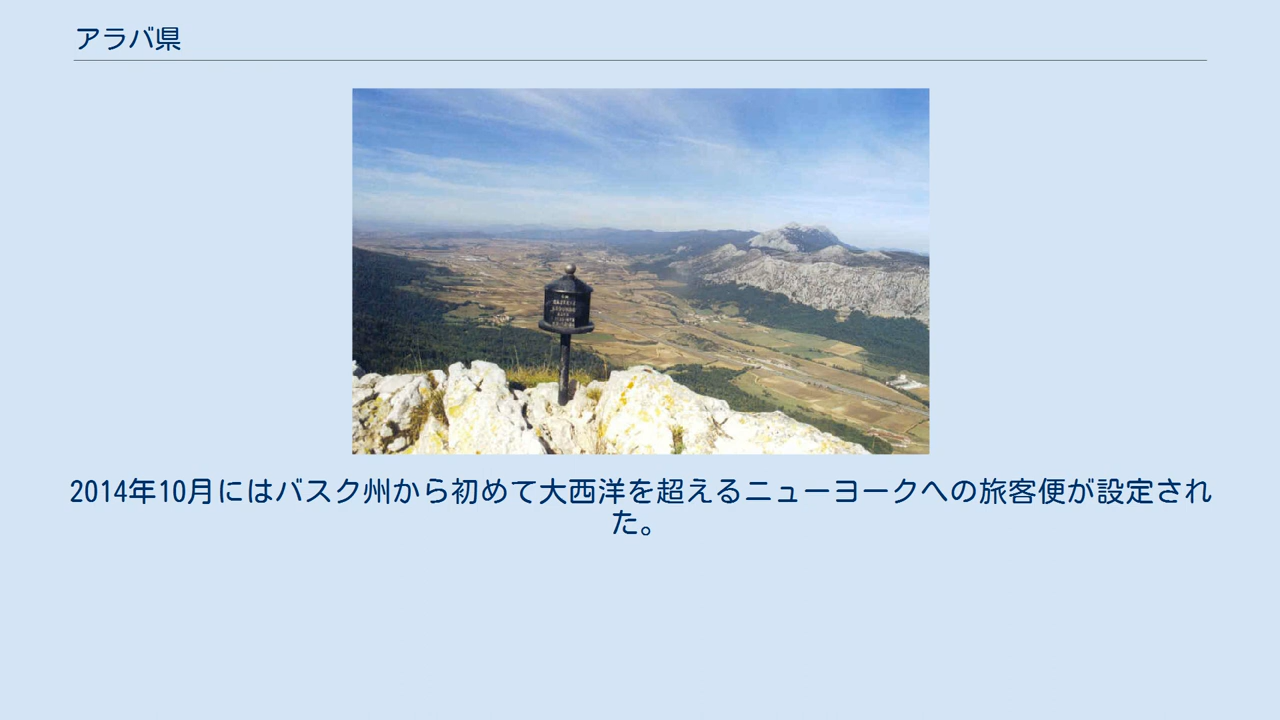 アラバ県
2014年10月にはバスク州から初めて大西洋を超えるニューヨークへの旅客便が設定され
た。